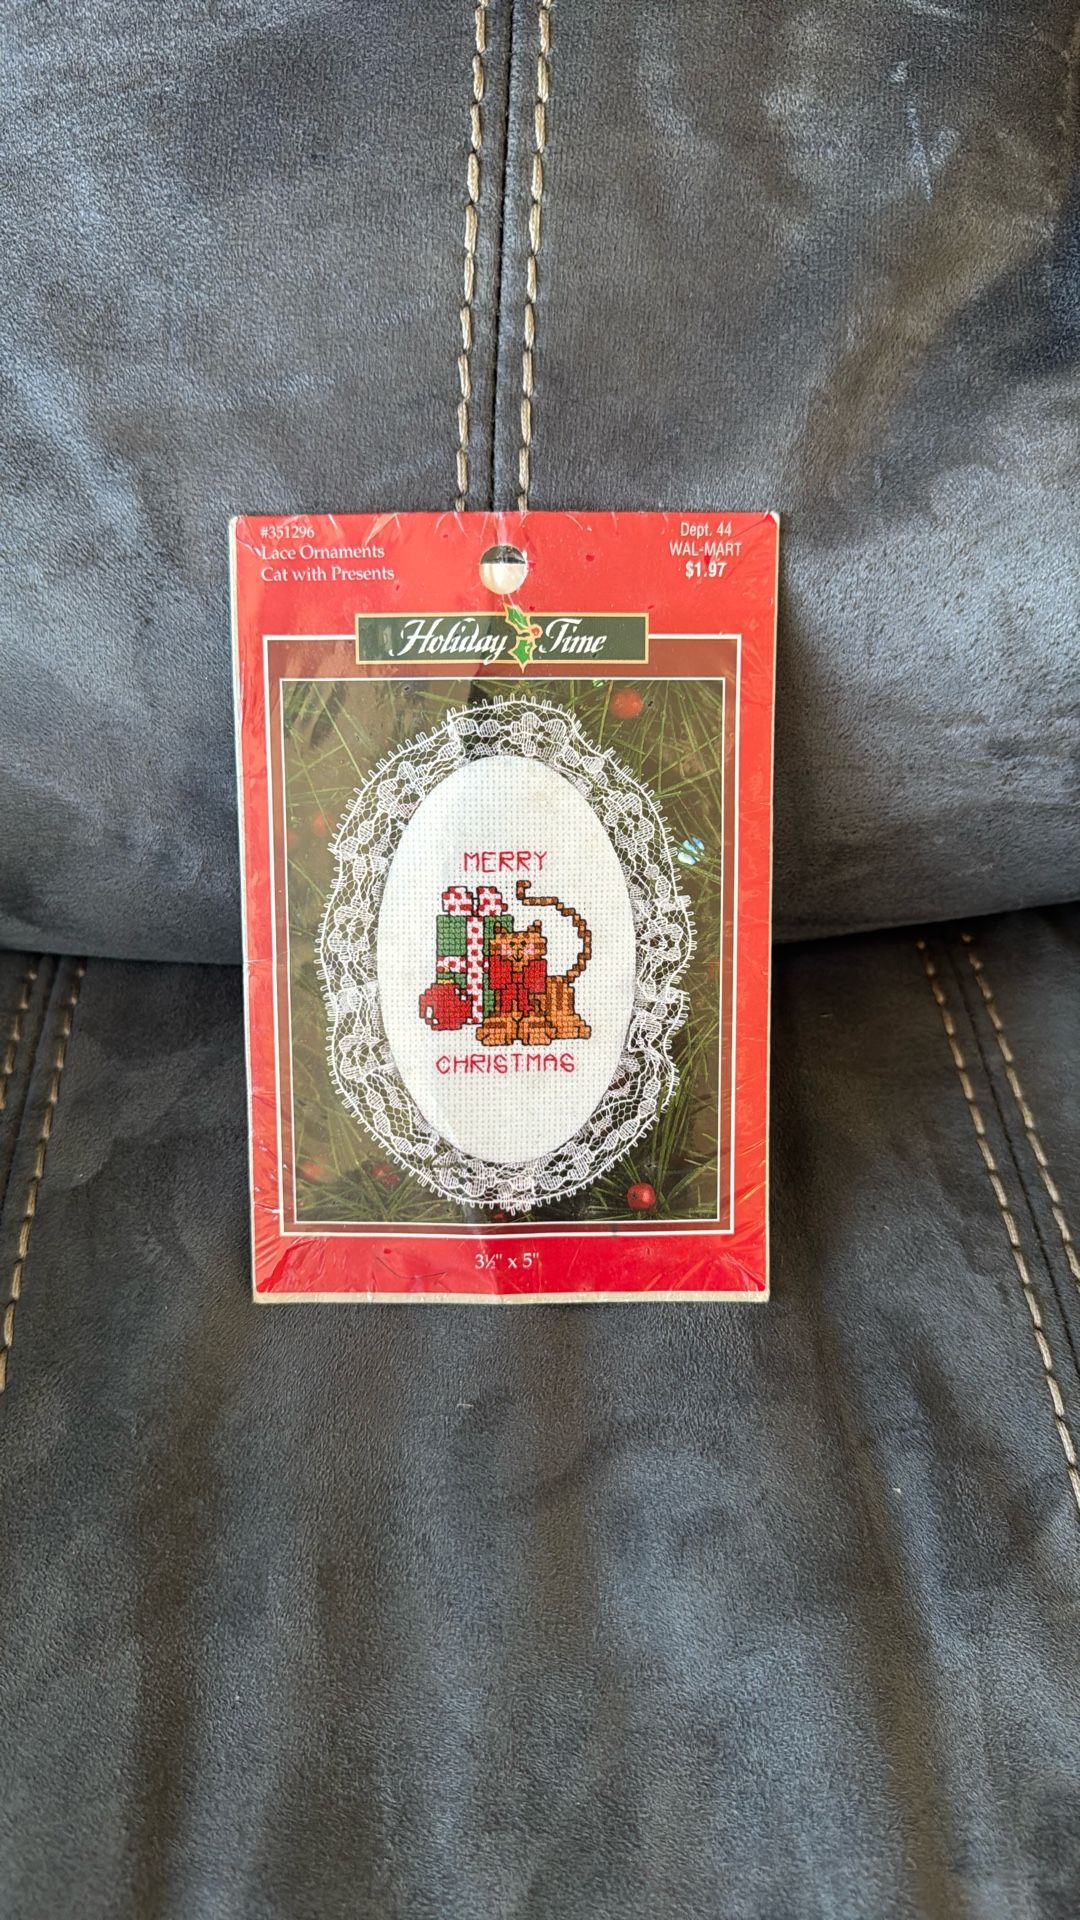 #351296
Lace Ornaments
Cat with Presents
Dept. 44
WAL-MART
$1.97
Holiday Time
MERRY
CHRISTMAS
3½" x 5"